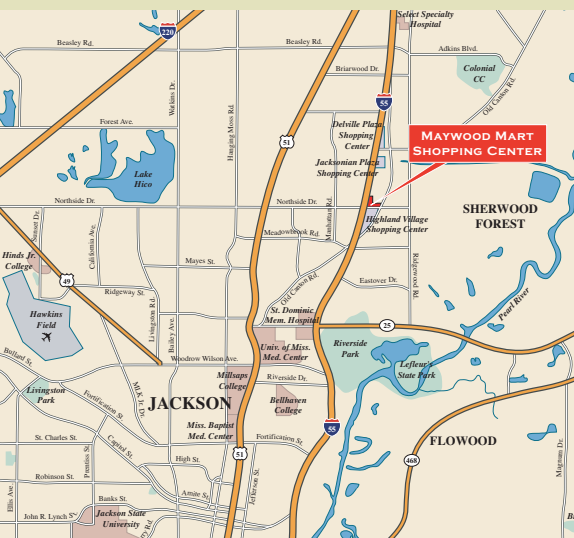 Select Specialty
Hospital
220
Beasley Rd.
Beasley Rd.
Adkins Blvd.
Briarwood Dr.
Colonial
CC
Watkins Dr.
Hanging Moss Rd.
55
Old Canton Rd.
Forest Ave.
Delville Plaza
Shopping
Center
MAYWOOD MART
SHOPPING CENTER
51
Jacksonian Plaza
Shopping Center
Lake
Hico
Northside Dr.
Northside Dr.
Manhattan Rd.
SHERWOOD
FOREST
Sunset Dr.
California Ave.
Meadowbrook Rd.
Highland Village
Shopping Center
Hinds Jr.
College
Mayes St.
Ridgewood Rd.
49
Eastover Dr.
Ridgeway St.
Old Canton Rd.
Pearl River
Livingston Rd.
Bailey Ave.
St. Dominic
Mem. Hospital
Hawkins
Field
25
Univ. of Miss.
Med. Center
Riverside
Park
Bullard St.
Woodrow Wilson Ave.
Lefleur's
State Park
Millsaps
College
Riverside Dr.
Livingston
Park
Fortification St.
M.L.K. Jr. Dr.
JACKSON
Bellhaven
College
Miss. Baptist
Med. Center
55
St. Charles St.
Capitol St.
Fortification St.
FLOWOOD
Prentiss St.
High St.
51
468
Magnolia Dr.
Robinson St.
Jefferson St.
Ellis Ave.
Amite St.
Banks St.
John R. Lynch St.
Jackson State
University